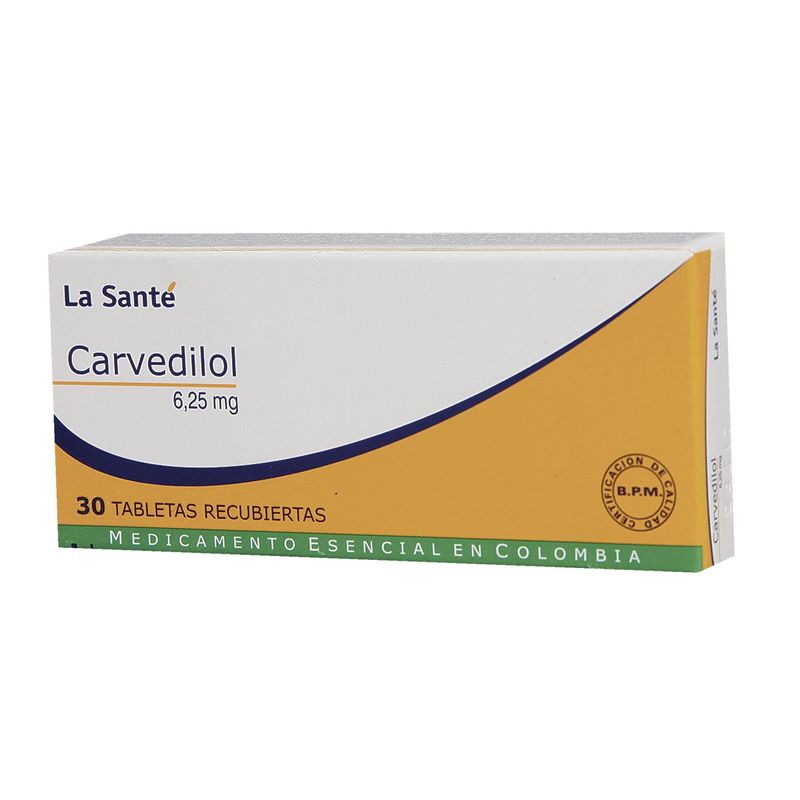 La Santé
Carvedilol
6,25 mg
30 TABLETAS RECUBIERTAS
MEDICAMENTO ESENCIAL EN COLOMBIA
CERTIFICACION DE CALIDAD
B.P.M.
La Santé
Carvedilol
6,25 mg